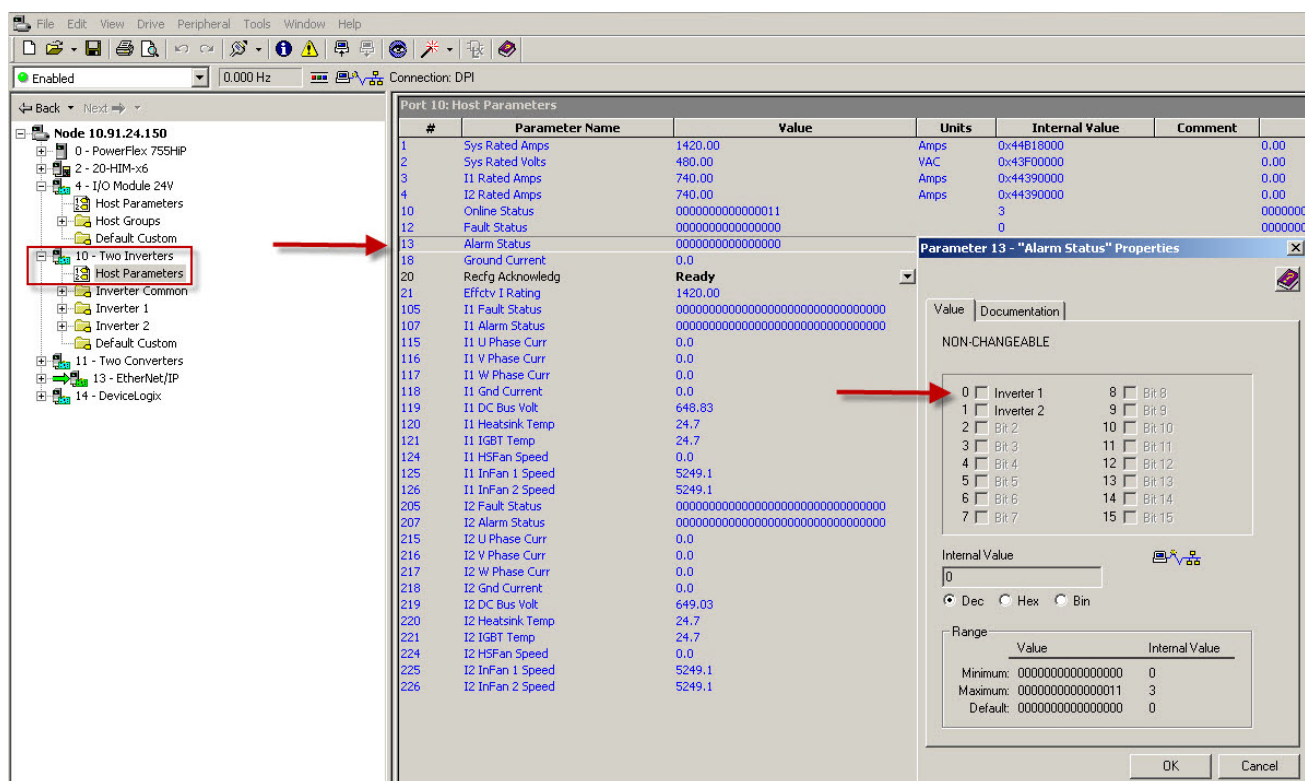 File Edit View Drive Peripheral Tools Window Help
Enabled 0.000 Hz Connection: DPI
Back Next
Node 10.91.24.150
0 - PowerFlex 755HiP
2 - 20-HIM-x6
4 - I/O Module 24V
Host Parameters
Host Groups
Default Custom
10 - Two Inverters
Host Parameters
Inverter Common
Inverter 1
Inverter 2
Default Custom
11 - Two Converters
13 - EtherNet/IP
14 - DeviceLogix
Port 10: Host Parameters
# Parameter Name Value Units Internal Value Comment
1 Sys Rated Amps 1420.00 Amps 0x44B18000 0.00
2 Sys Rated Volts 480.00 VAC 0x43F00000 0.00
3 I1 Rated Amps 740.00 Amps 0x44390000 0.00
4 I2 Rated Amps 740.00 Amps 0x44390000 0.00
10 Online Status 0000000000000011 3 0000000
12 Fault Status 0000000000000000 0 0000000
13 Alarm Status 0000000000000000
18 Ground Current 0.0
20 Recfg Acknowledg Ready
21 Effctv I Rating 1420.00
105 I1 Fault Status 00000000000000000000000000000000
107 I1 Alarm Status 00000000000000000000000000000000
115 I1 U Phase Curr 0.0
116 I1 V Phase Curr 0.0
117 I1 W Phase Curr 0.0
118 I1 Gnd Current 0.0
119 I1 DC Bus Volt 648.83
120 I1 Heatsink Temp 24.7
121 I1 IGBT Temp 24.7
124 I1 HSFan Speed 0.0
125 I1 InFan 1 Speed 5249.1
126 I1 InFan 2 Speed 5249.1
205 I2 Fault Status 00000000000000000000000000000000
207 I2 Alarm Status 00000000000000000000000000000000
215 I2 U Phase Curr 0.0
216 I2 V Phase Curr 0.0
217 I2 W Phase Curr 0.0
218 I2 Gnd Current 0.0
219 I2 DC Bus Volt 649.03
220 I2 Heatsink Temp 24.7
221 I2 IGBT Temp 24.7
224 I2 HSFan Speed 0.0
225 I2 InFan 1 Speed 5249.1
226 I2 InFan 2 Speed 5249.1
Parameter 13 - "Alarm Status" Properties
Value Documentation
NON-CHANGEABLE
0 Inverter 1 8 Bit 8
1 Inverter 2 9 Bit 9
2 Bit 2 10 Bit 10
3 Bit 3 11 Bit 11
4 Bit 4 12 Bit 12
5 Bit 5 13 Bit 13
6 Bit 6 14 Bit 14
7 Bit 7 15 Bit 15
Internal Value
0
Dec Hex Bin
Range
Value Internal Value
Minimum: 0000000000000000 0
Maximum: 0000000000000011 3
Default: 0000000000000000 0
OK Cancel